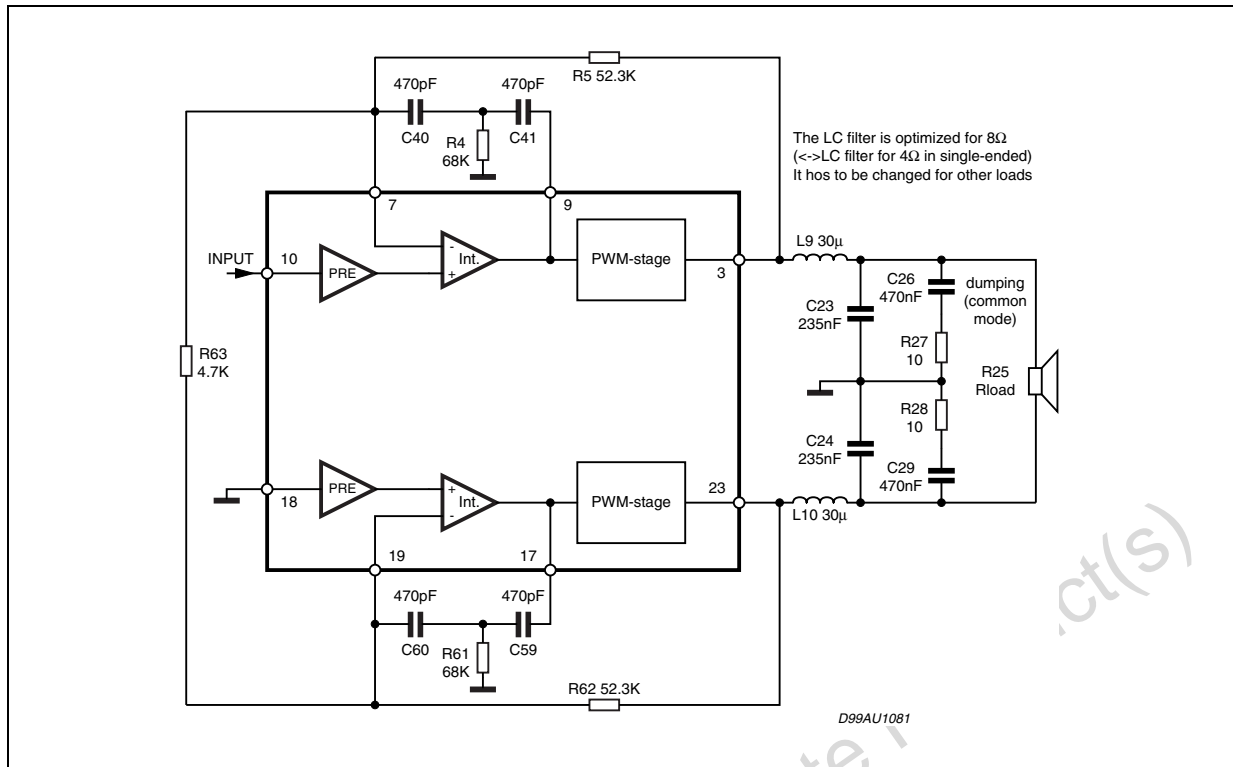 R5 52.3K
470pF
470pF
C40
R4
68K
C41
The LC filter is optimized for 8Ω
(<->LC filter for 4Ω in single-ended)
It hos to be changed for other loads
7
9
INPUT
10
PRE
-
+
Int.
PWM-stage
3
L9 30µ
C26
470nF
dumping
(common
mode)
C23
235nF
R27
10
R63
4.7K
R25
Rload
R28
10
C24
235nF
C29
470nF
18
PRE
+
-
Int.
PWM-stage
23
L10 30µ
19
17
470pF
470pF
C60
R61
68K
C59
R62 52.3K
D99AU1081
ct(s)